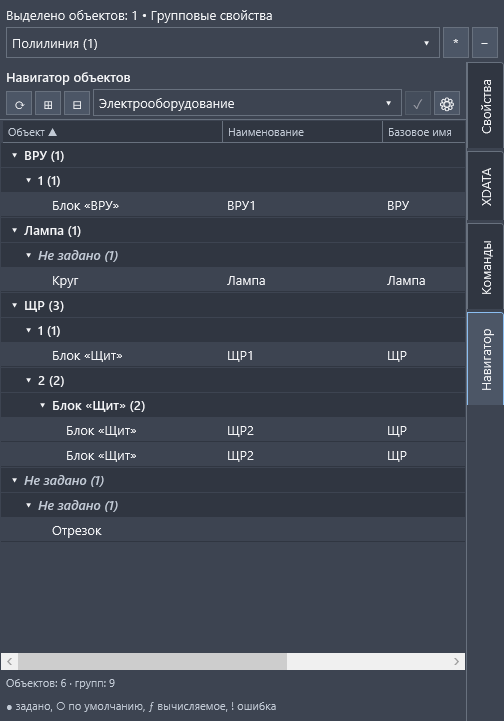 Выделено объектов: 1 • Групповые свойства
Полилиния (1)
* −
Навигатор объектов
Электрооборудование
Объект Наименование Базовое имя
ВРУ (1)
1 (1)
Блок «ВРУ» ВРУ1 ВРУ
Лампа (1)
Не задано (1)
Круг Лампа Лампа
ЩР (3)
1 (1)
Блок «Щит» ЩР1 ЩР
2 (2)
Блок «Щит» (2)
Блок «Щит» ЩР2 ЩР
Блок «Щит» ЩР2 ЩР
Не задано (1)
Не задано (1)
Отрезок
Объектов: 6 · групп: 9
● задано, ○ по умолчанию, ƒ вычисляемое, ! ошибка
Свойства
XDATA
Команды
Навигатор